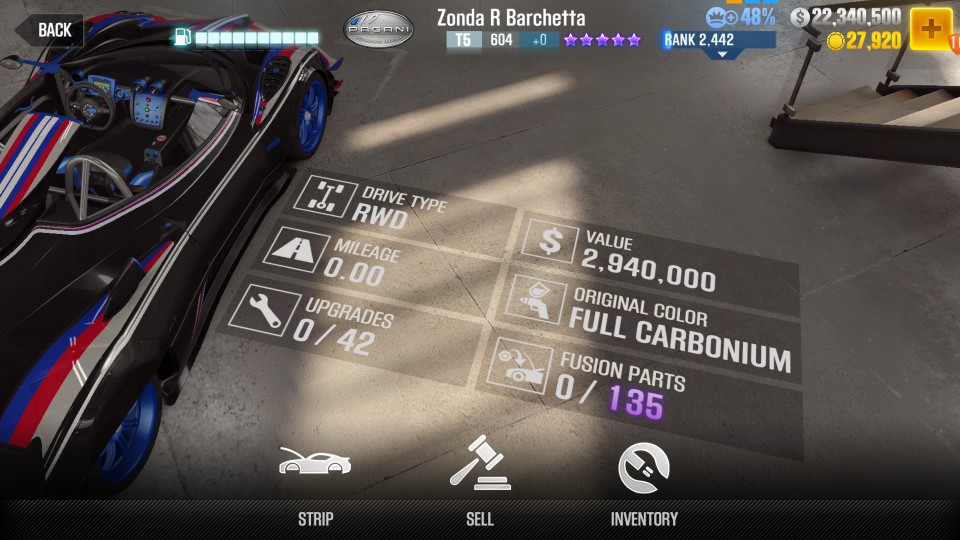 BACK
PAGANI
Zonda R Barchetta
T5 604 +0
48%
RANK 2,442
22,340,500
27,920
DRIVE TYPE
RWD
MILEAGE
0.00
UPGRADES
0 / 42
$
VALUE
2,940,000
ORIGINAL COLOR
FULL CARBONIUM
FUSION PARTS
0 / 135
STRIP
SELL
INVENTORY